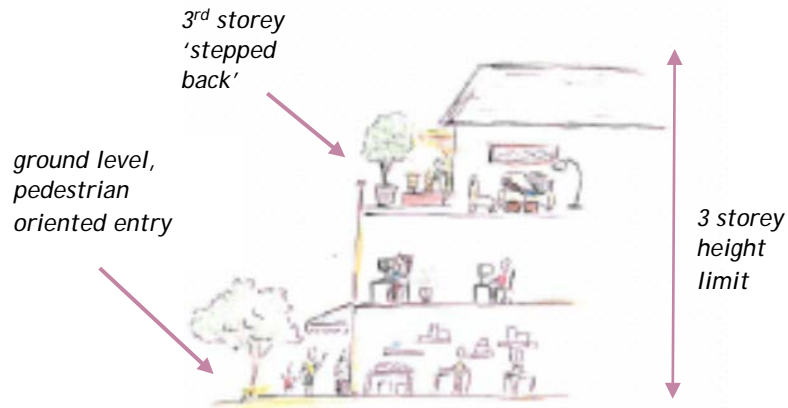 3rd storey
‘stepped
back’
ground level,
pedestrian
oriented entry
3 storey
height
limit